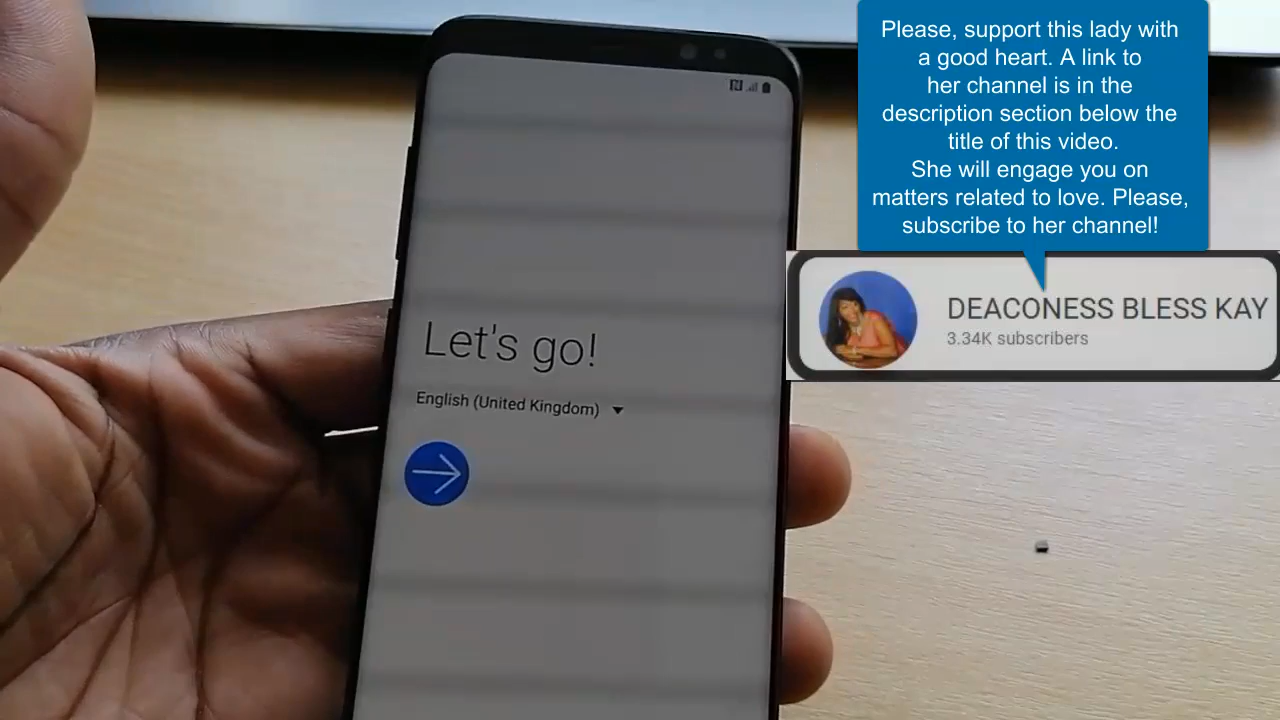 Please, support this lady with
a good heart. A link to
her channel is in the
description section below the
title of this video.
She will engage you on
matters related to love. Please,
subscribe to her channel!
DEACONESS BLESS KAY
3.34K subscribers
Let's go!
English (United Kingdom)